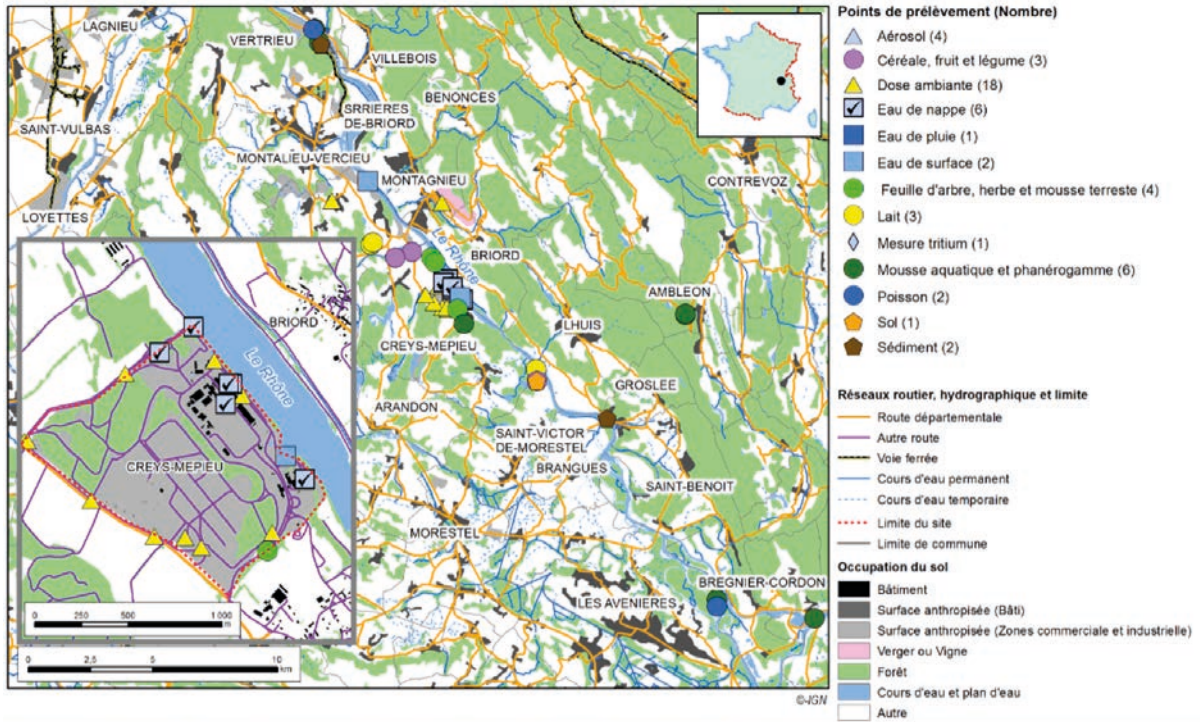 LAGNIEU
VERTRIEU
VILLEBOIS
BENONCES
SRRIERES
DE-BRIORD
SAINT-VULBAS
MONTALIEU-VERCIEU
MONTAGNIEU
CONTREVOZ
LOYETTES
Le Rhône
BRIORD
AMBLEON
LHUIS
CREYS-MEPIEU
GROSLEE
ARANDON
SAINT-VICTOR
DE-MORESTEL
BRANGUES
SAINT-BENOIT
MORESTEL
BREGNIER-CORDON
LES AVENIERES
BRIORD
Le Rhône
CREYS-MEPIEU
0 500 1 000
m
0 2,5 5 10
km
©-IGN
Points de prélèvement (Nombre)
Aérosol (4)
Céréale, fruit et légume (3)
Dose ambiante (18)
Eau de nappe (6)
Eau de pluie (1)
Eau de surface (2)
Feuille d'arbre, herbe et mousse terreste (4)
Lait (3)
Mesure tritium (1)
Mousse aquatique et phanérogamme (6)
Poisson (2)
Sol (1)
Sédiment (2)
Réseaux routier, hydrographique et limite
Route départementale
Autre route
Voie ferrée
Cours d'eau permanent
Cours d'eau temporaire
Limite du site
Limite de commune
Occupation du sol
Bâtiment
Surface anthropisée (Bâti)
Surface anthropisée (Zones commerciale et industrielle)
Verger ou Vigne
Forêt
Cours d'eau et plan d'eau
Autre